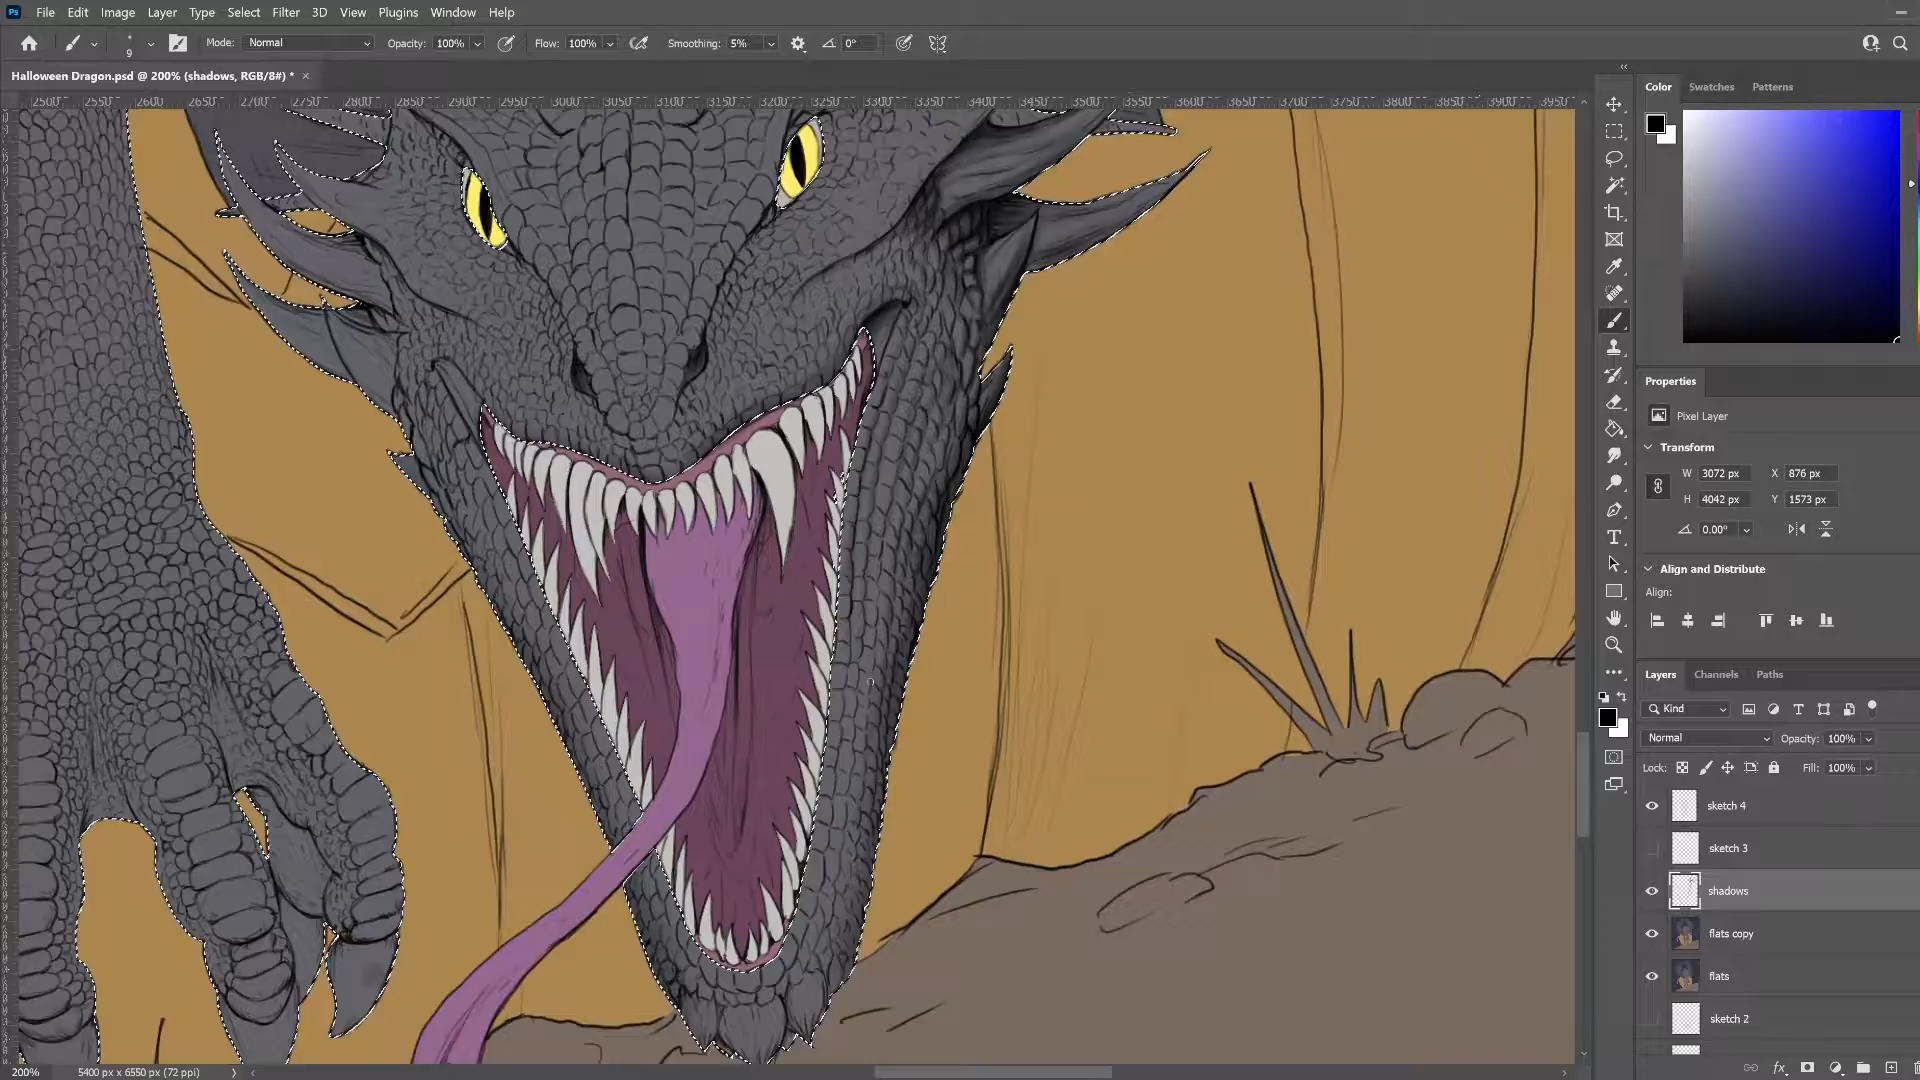 Ps File Edit Image Layer Type Select Filter 3D View Plugins Window Help
9 Mode: Normal Opacity: 100% Flow: 100% Smoothing: 5% 0°
Halloween Dragon.psd @ 200% (shadows, RGB/8#) * ×
2500 2550 2600 2650 2700 2750 2800 2850 2900 2950 3000 3050 3100 3150 3200 3250 3300 3350 3400 3450 3500 3550 3600 3650 3700 3750 3800 3850 3900 3950
Color Swatches Patterns
Properties
Pixel Layer
Transform
W 3072 px X 876 px
H 4042 px Y 1573 px
0.00°
Align and Distribute
Align:
Layers Channels Paths
Kind
Normal Opacity: 100%
Lock: Fill: 100%
sketch 4
sketch 3
shadows
flats copy
flats
sketch 2
fx
200% 5400 px x 6550 px (72 ppi)